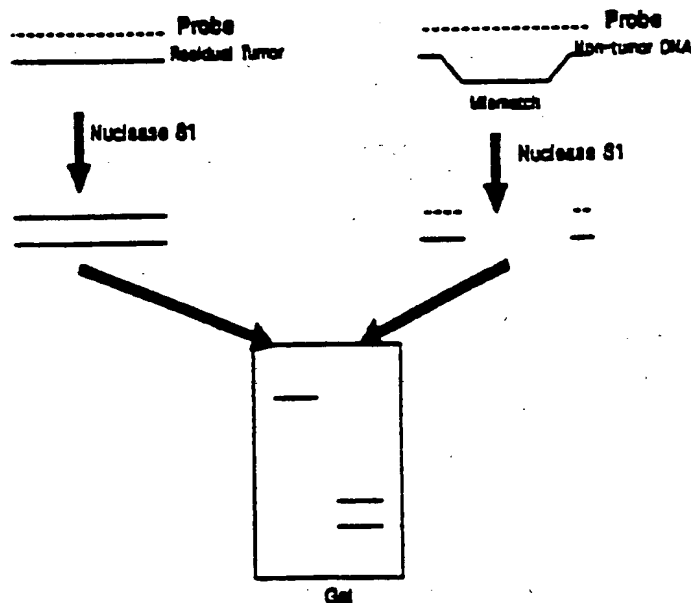 Probe
Residual Tumor
Probe
Non-tumor DNA
Mismatch
Nuclease S1
Nuclease S1
Gel